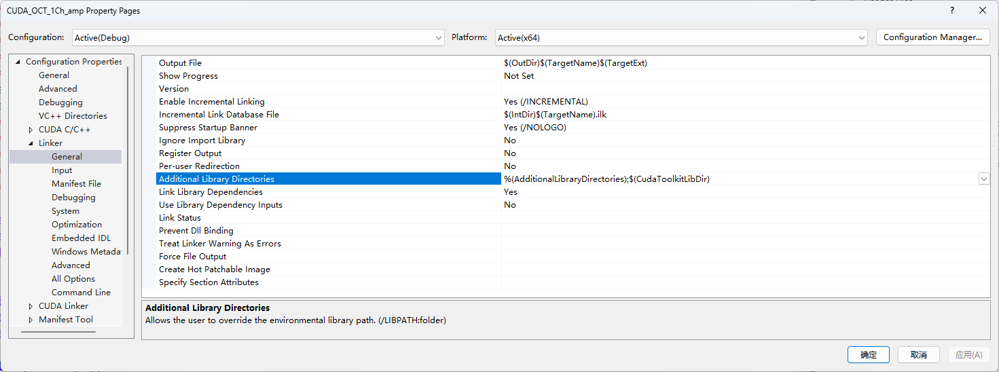 CUDA_OCT_1Ch_amp Property Pages
?
Configuration: Active(Debug) Platform: Active(x64) Configuration Manager...
Configuration Properties
General
Advanced
Debugging
VC++ Directories
CUDA C/C++
Linker
General
Input
Manifest File
Debugging
System
Optimization
Embedded IDL
Windows Metada
Advanced
All Options
Command Line
CUDA Linker
Manifest Tool
Output File $(OutDir)$(TargetName)$(TargetExt)
Show Progress Not Set
Version
Enable Incremental Linking Yes (/INCREMENTAL)
Incremental Link Database File $(IntDir)$(TargetName).ilk
Suppress Startup Banner Yes (/NOLOGO)
Ignore Import Library No
Register Output No
Per-user Redirection No
Additional Library Directories %(AdditionalLibraryDirectories);$(CudaToolkitLibDir)
Link Library Dependencies Yes
Use Library Dependency Inputs No
Link Status
Prevent Dll Binding
Treat Linker Warning As Errors
Force File Output
Create Hot Patchable Image
Specify Section Attributes
Additional Library Directories
Allows the user to override the environmental library path. (/LIBPATH:folder)
确定 取消 应用(A)